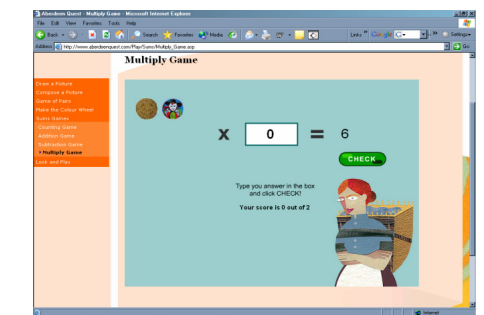 Aberdeen Quest - Multiply Game - Microsoft Internet Explorer
File Edit View Favorites Tools Help
Back Search Favorites Media Links Google Settings
Address http://www.aberdeenquest.com/Play/Sums/Multiply_Game.asp Go
Multiply Game
Draw a Picture
Compose a Picture
Game of Pairs
Make the Colour Wheel
Sums Games
Counting Game
Addition Game
Subtraction Game
Multiply Game
Look and Play
x 0 = 6
CHECK
Type you answer in the box
and click CHECK!
Your score is 0 out of 2
Internet